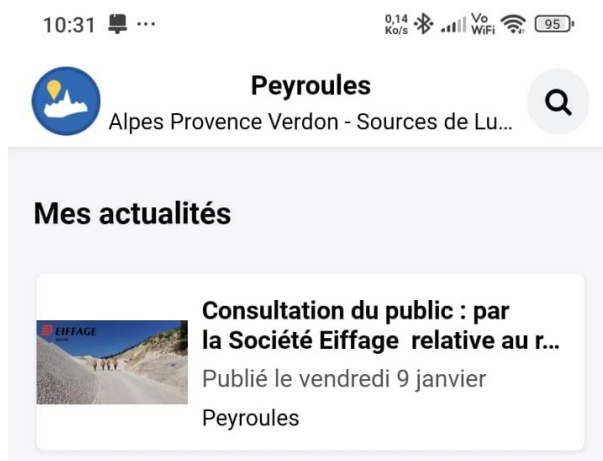 10:31
0,14
Ko/s
Vo
WiFi
95
Peyroules
Alpes Provence Verdon - Sources de Lu...
Mes actualités
EIFFAGE
Consultation du public : par
la Société Eiffage relative au r...
Publié le vendredi 9 janvier
Peyroules